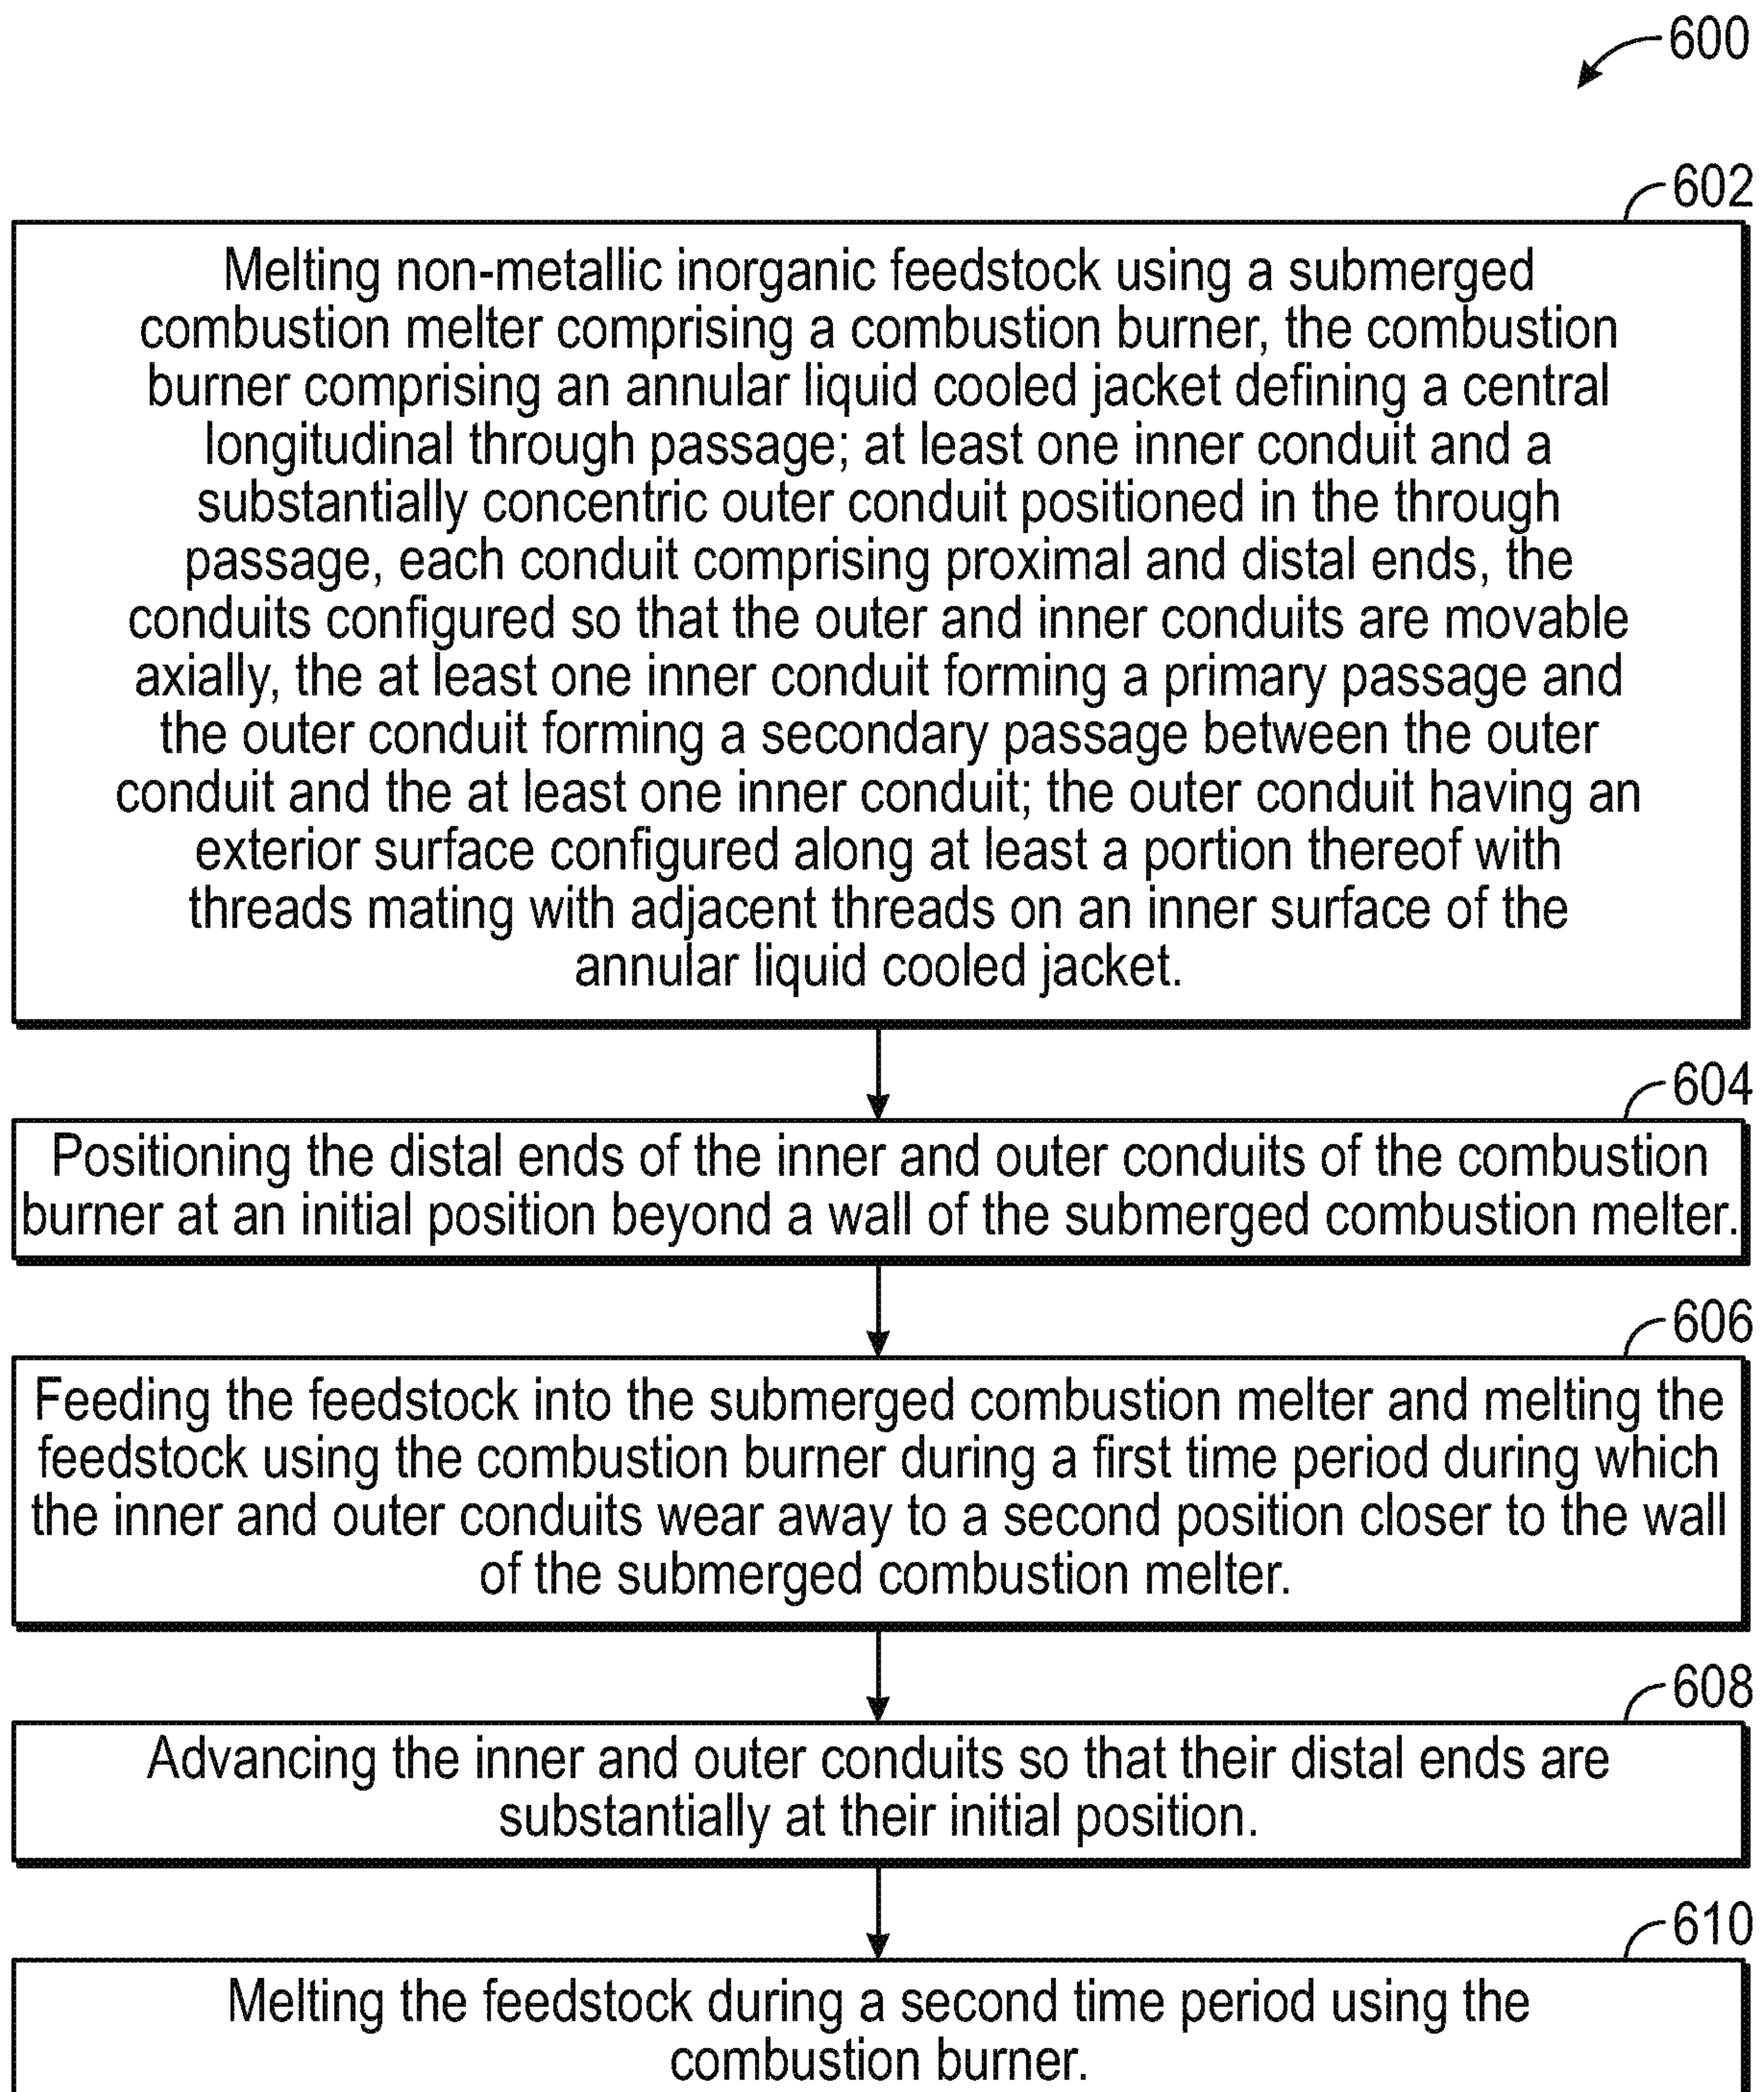 600
602
Melting non-metallic inorganic feedstock using a submerged
combustion melter comprising a combustion burner, the combustion
burner comprising an annular liquid cooled jacket defining a central
longitudinal through passage; at least one inner conduit and a
substantially concentric outer conduit positioned in the through
passage, each conduit comprising proximal and distal ends, the
conduits configured so that the outer and inner conduits are movable
axially, the at least one inner conduit forming a primary passage and
the outer conduit forming a secondary passage between the outer
conduit and the at least one inner conduit; the outer conduit having an
exterior surface configured along at least a portion thereof with
threads mating with adjacent threads on an inner surface of the
annular liquid cooled jacket.
604
Positioning the distal ends of the inner and outer conduits of the combustion
burner at an initial position beyond a wall of the submerged combustion melter.
606
Feeding the feedstock into the submerged combustion melter and melting the
feedstock using the combustion burner during a first time period during which
the inner and outer conduits wear away to a second position closer to the wall
of the submerged combustion melter.
608
Advancing the inner and outer conduits so that their distal ends are
substantially at their initial position.
610
Melting the feedstock during a second time period using the
combustion burner.